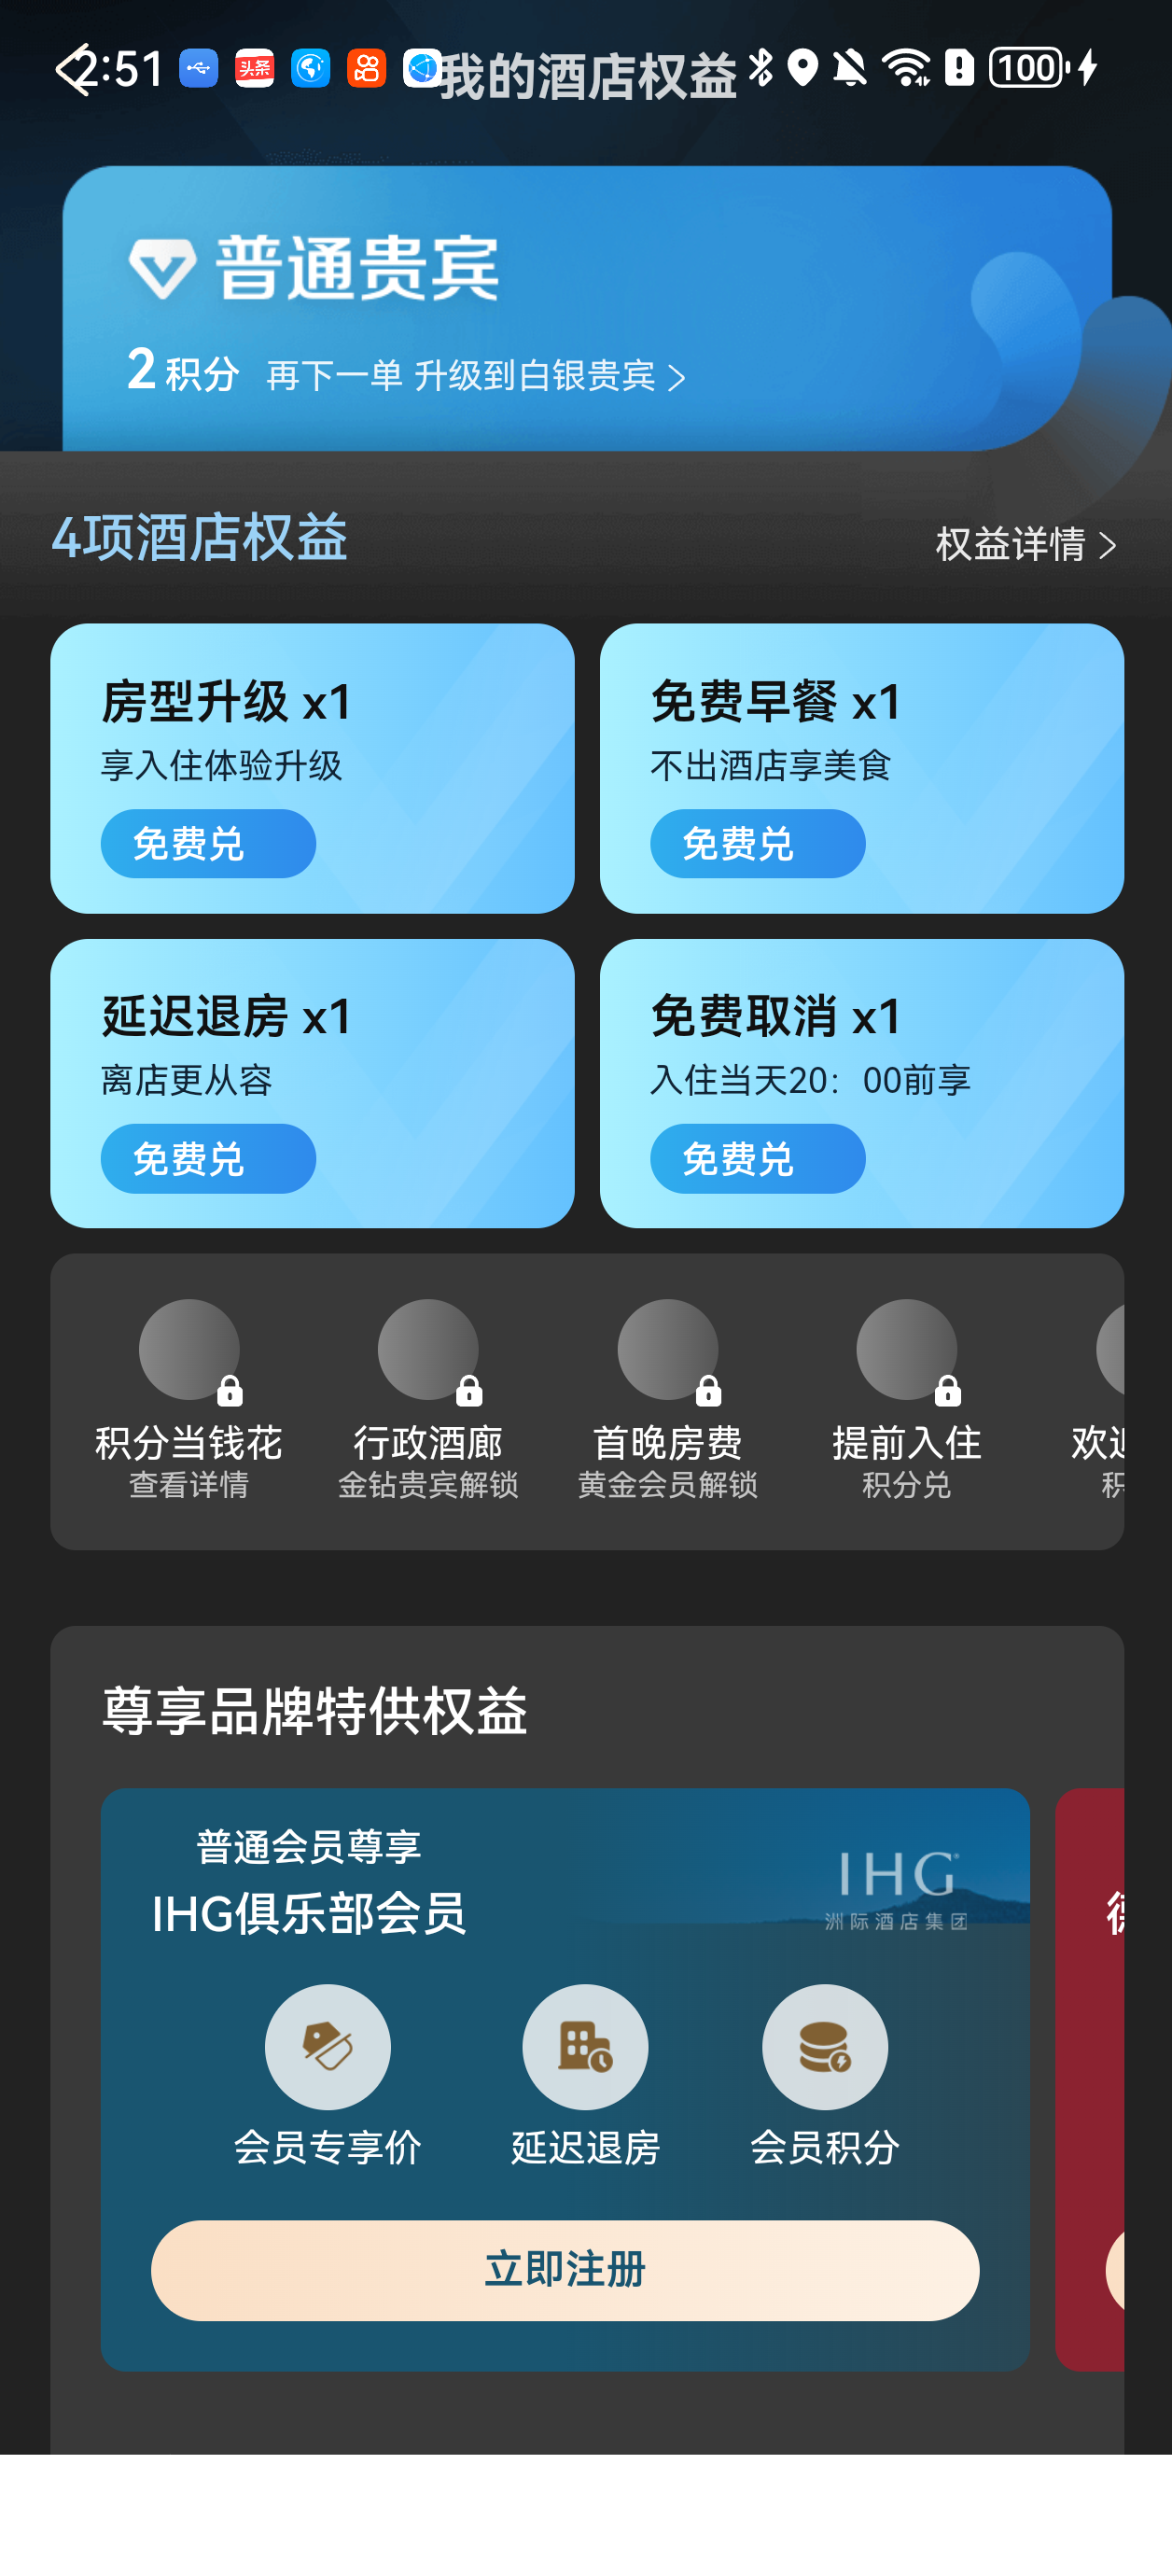 2:51
头条
我的酒店权益
100
普通贵宾
2积分 再下一单 升级到白银贵宾
4项酒店权益
权益详情
房型升级 x1
享入住体验升级
免费兑
免费早餐 x1
不出酒店享美食
免费兑
延迟退房 x1
离店更从容
免费兑
免费取消 x1
入住当天20：00前享
免费兑
积分当钱花
查看详情
行政酒廊
金钻贵宾解锁
首晚房费
黄金会员解锁
提前入住
积分兑
欢
积
尊享品牌特供权益
普通会员尊享
IHG俱乐部会员
IHG
洲际酒店集团
会员专享价
延迟退房
会员积分
立即注册